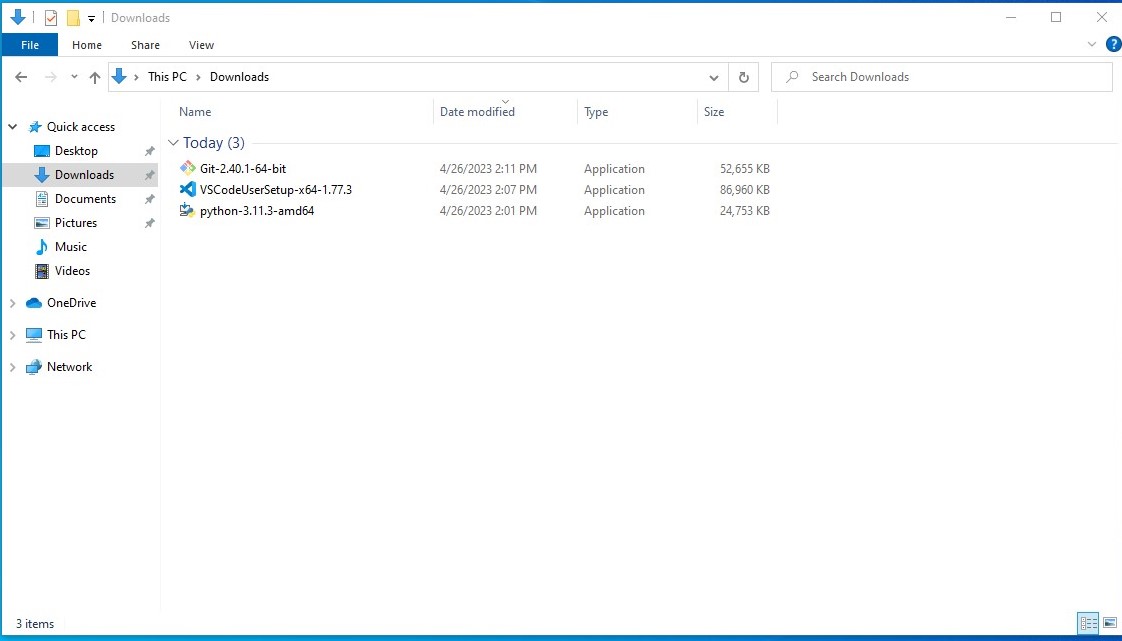 Downloads
File Home Share View
This PC Downloads
Search Downloads
Name Date modified Type Size
Quick access
Desktop
Downloads
Documents
Pictures
Music
Videos
OneDrive
This PC
Network
Today (3)
Git-2.40.1-64-bit 4/26/2023 2:11 PM Application 52,655 KB
VSCodeUserSetup-x64-1.77.3 4/26/2023 2:07 PM Application 86,960 KB
python-3.11.3-amd64 4/26/2023 2:01 PM Application 24,753 KB
3 items